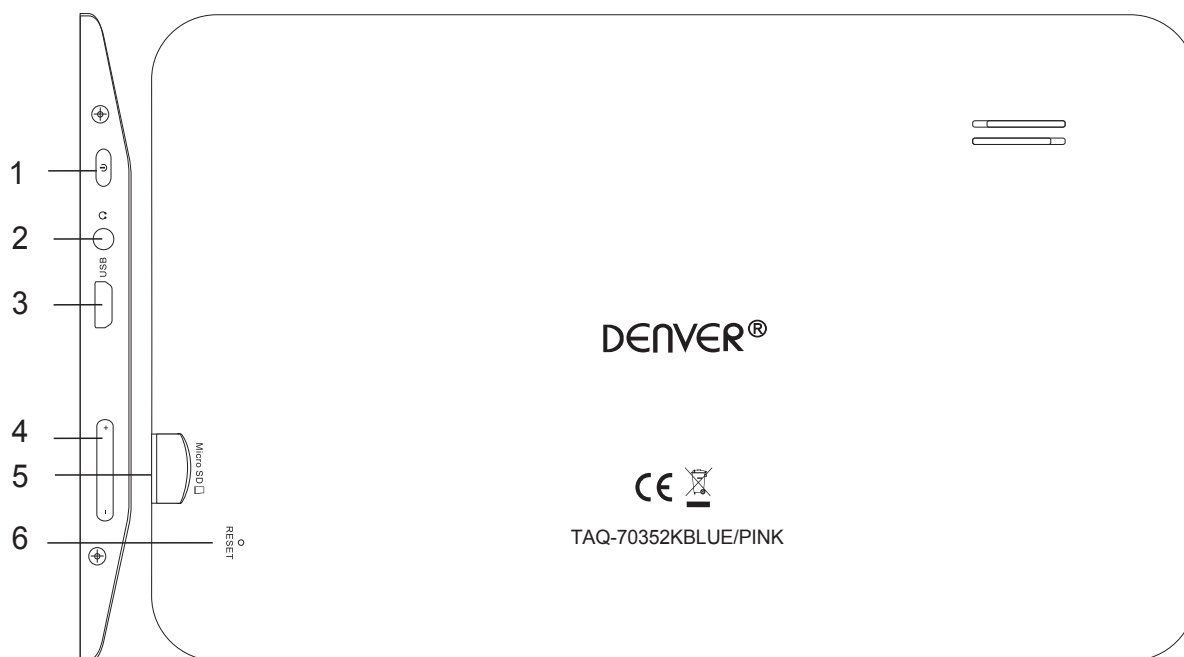 1
2
USB
3
4
+
-
5
Micro SD
6
RESET
DENVER®
CE
TAQ-70352KBLUE/PINK